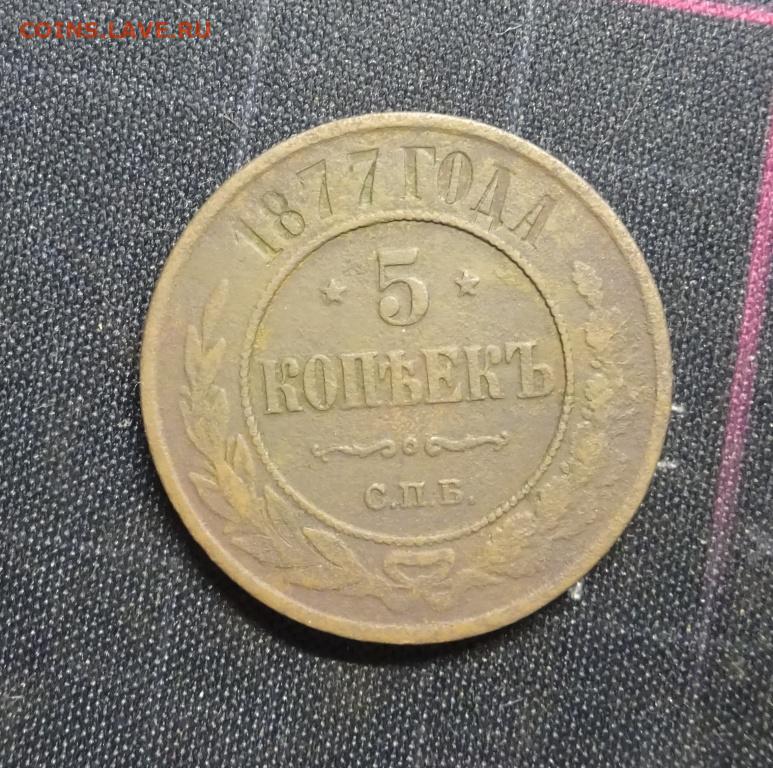 COINS.LAVE.RU
1877 ГОДА
5
КОПѢЕКЪ
С.П.Б.